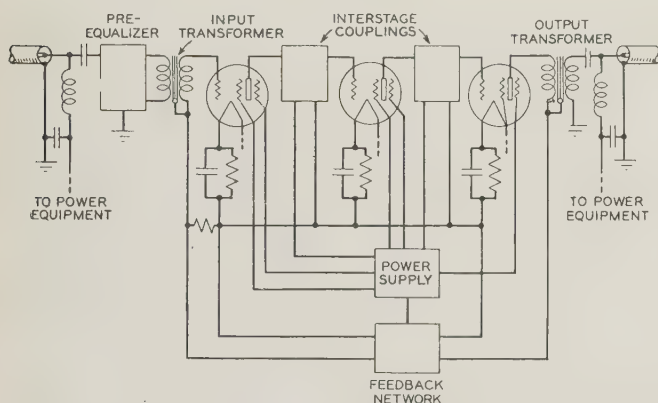 PRE-
EQUALIZER
INPUT
TRANSFORMER
INTERSTAGE
COUPLINGS
OUTPUT
TRANSFORMER
TO POWER
EQUIPMENT
POWER
SUPPLY
TO POWER
EQUIPMENT
FEEDBACK
NETWORK